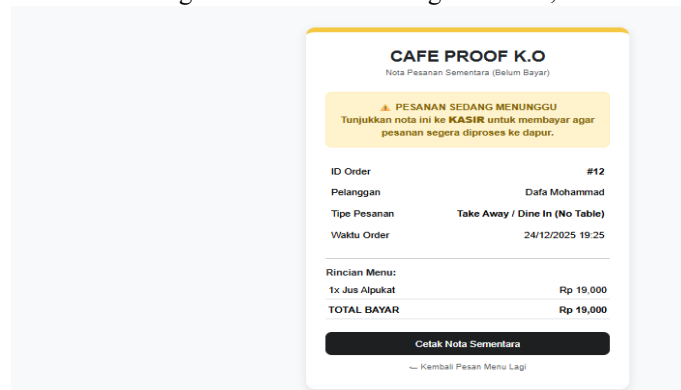 CAFE PROOF K.O
Nota Pesanan Sementara (Belum Bayar)
⚠ PESANAN SEDANG MENUNGGU
Tunjukkan nota ini ke KASIR untuk membayar agar
pesanan segera diproses ke dapur.
ID Order #12
Pelanggan Dafa Mohammad
Tipe Pesanan Take Away / Dine In (No Table)
Waktu Order 24/12/2025 19:25
Rincian Menu:
1x Jus Alpukat Rp 19,000
TOTAL BAYAR Rp 19,000
Cetak Nota Sementara
← Kembali Pesan Menu Lagi